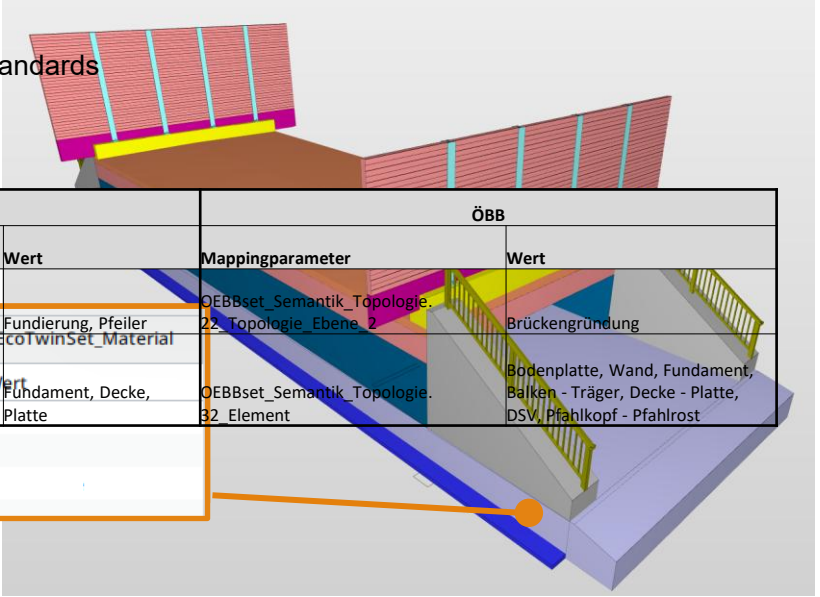 andards
ÖBB
Wert
Mappingparameter
Wert
Fundierung, Pfeiler
OEBBset_Semantik_Topologie.
22_Topologie_Ebene_2
Brückengründung
EcoTwinSet_Material
Fundament, Decke,
Platte
OEBBset_Semantik_Topologie.
32_Element
Bodenplatte, Wand, Fundament,
Balken - Träger, Decke - Platte,
DSV, Pfahlkopf - Pfahlrost